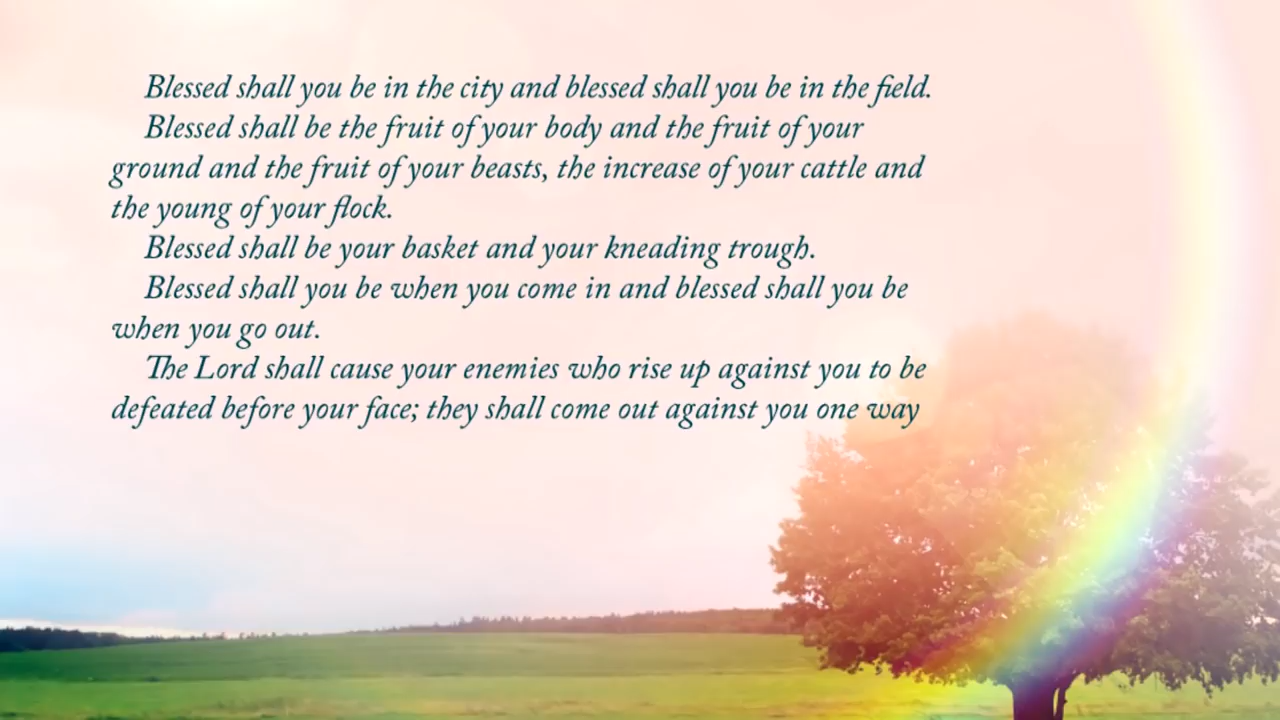 Blessed shall you be in the city and blessed shall you be in the field.
Blessed shall be the fruit of your body and the fruit of your
ground and the fruit of your beasts, the increase of your cattle and
the young of your flock.
Blessed shall be your basket and your kneading trough.
Blessed shall you be when you come in and blessed shall you be
when you go out.
The Lord shall cause your enemies who rise up against you to be
defeated before your face; they shall come out against you one way